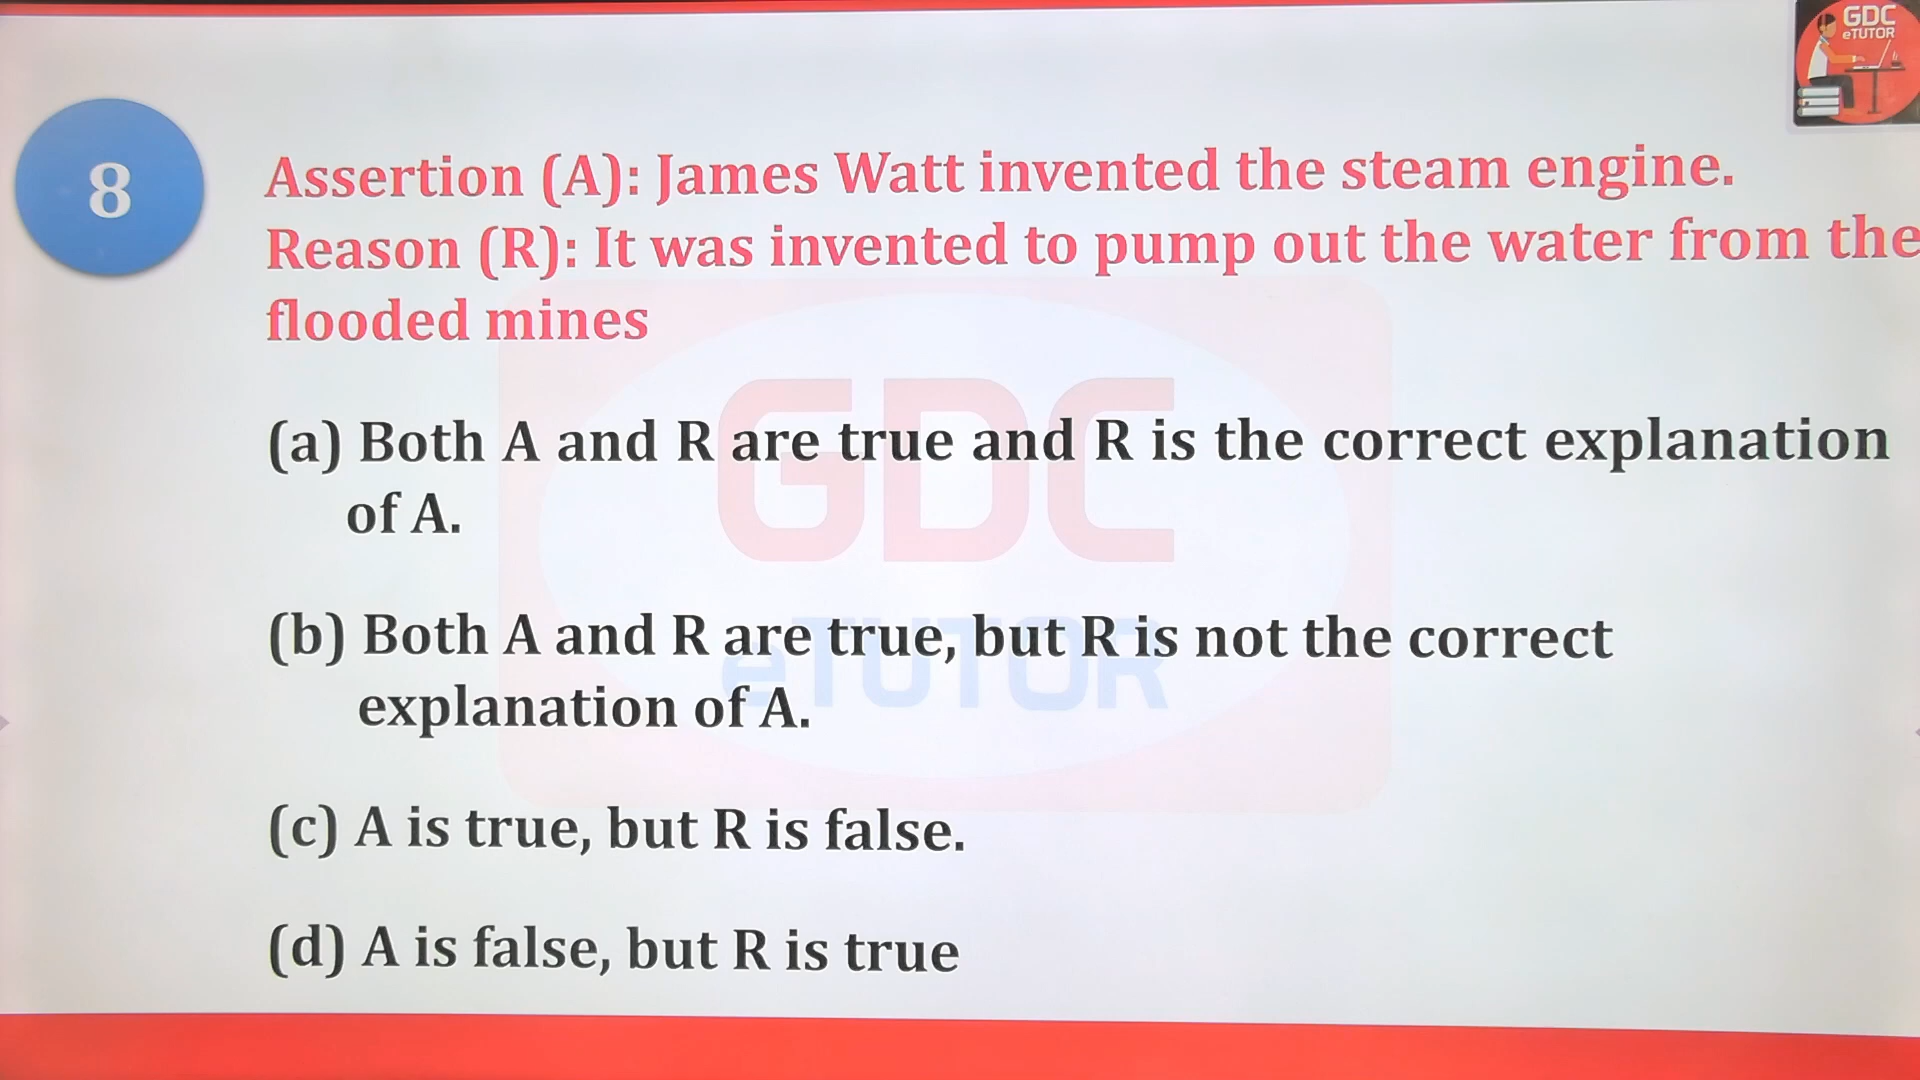 GDC
eTUTOR
8
Assertion (A): James Watt invented the steam engine.
Reason (R): It was invented to pump out the water from the
flooded mines
GDC
eTUTOR
(a) Both A and R are true and R is the correct explanation
of A.
(b) Both A and R are true, but R is not the correct
explanation of A.
(c) A is true, but R is false.
(d) A is false, but R is true